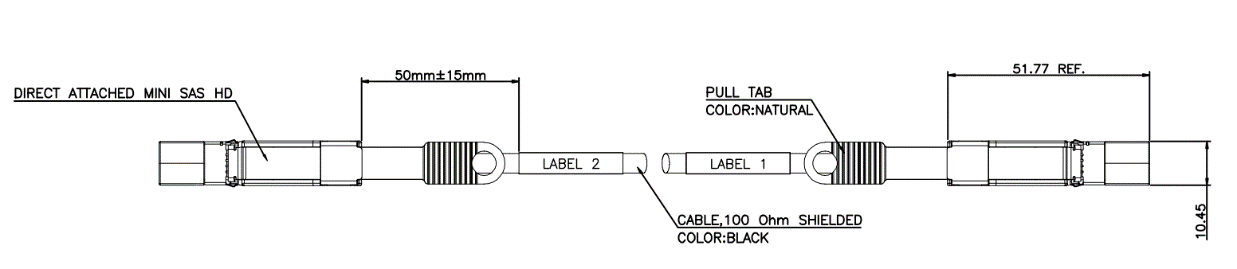 50mm±15mm
51.77 REF.
DIRECT ATTACHED MINI SAS HD
PULL TAB
COLOR:NATURAL
LABEL 2
LABEL 1
10.45
CABLE,100 Ohm SHIELDED
COLOR:BLACK